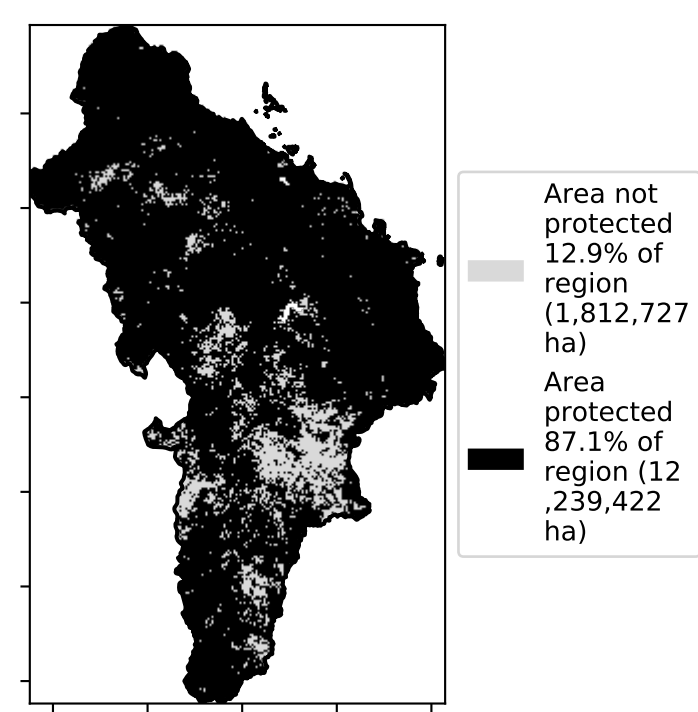 Area not
protected
12.9% of
region
(1,812,727
ha)
Area
protected
87.1% of
region (12
,239,422
ha)